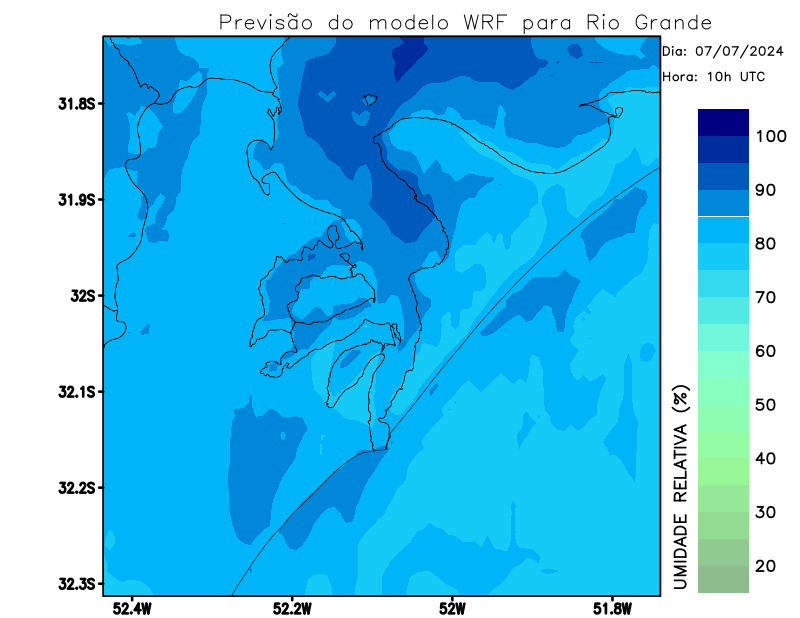 Previsão do modelo WRF para Rio Grande
Dia: 07/07/2024
Hora: 10h UTC
31.8S
31.9S
32S
32.1S
32.2S
32.3S
52.4W
52.2W
52W
51.8W
100
90
80
70
60
50
40
30
20
UMIDADE RELATIVA (%)